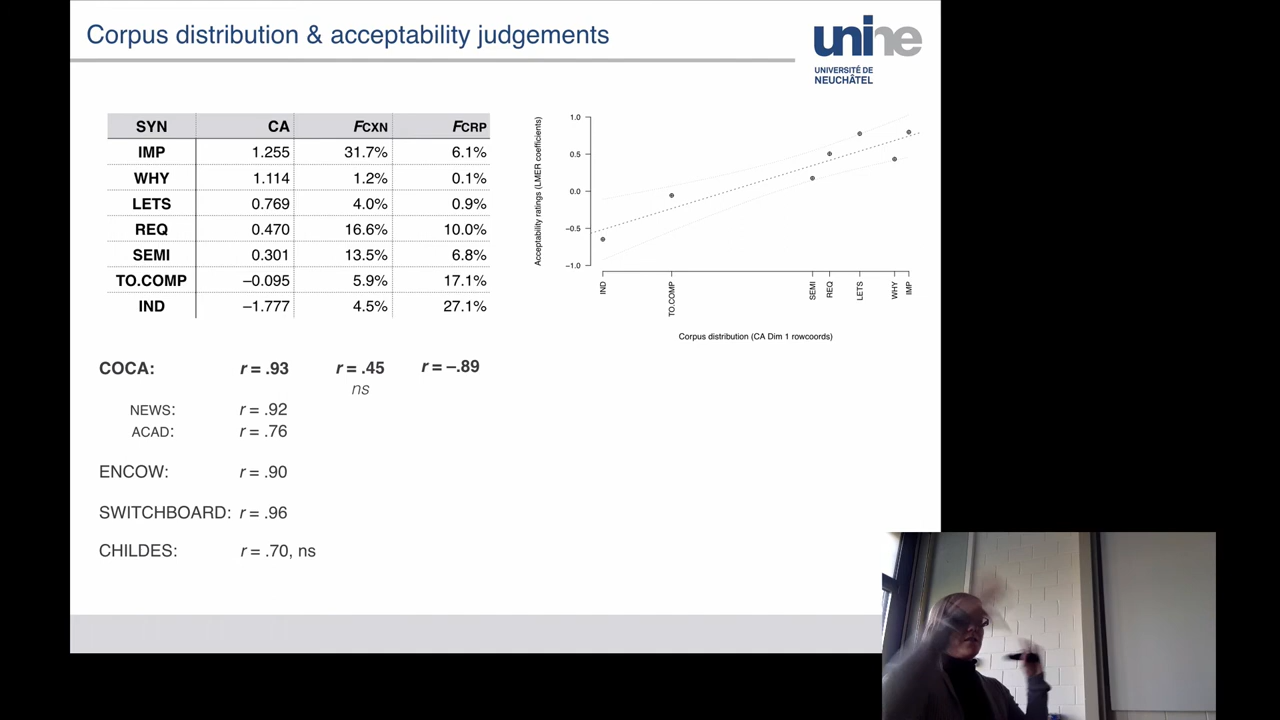 Corpus distribution & acceptability judgements
unine
UNIVERSITÉ DE
NEUCHÂTEL
SYN CA FCXN FCRP
IMP 1.255 31.7% 6.1%
WHY 1.114 1.2% 0.1%
LETS 0.769 4.0% 0.9%
REQ 0.470 16.6% 10.0%
SEMI 0.301 13.5% 6.8%
TO.COMP –0.095 5.9% 17.1%
IND –1.777 4.5% 27.1%
Acceptability ratings (LMER coefficients)
1.0
0.5
0.0
−0.5
−1.0
IND
TO.COMP
SEMI
REQ
LETS
WHY
IMP
Corpus distribution (CA Dim 1 rowcoords)
COCA: r = .93 r = .45 r = –.89
ns
NEWS: r = .92
ACAD: r = .76
ENCOW: r = .90
SWITCHBOARD: r = .96
CHILDES: r = .70, ns